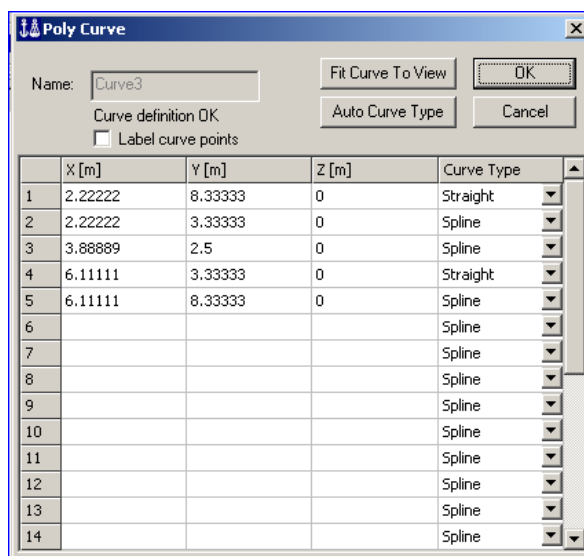 Poly Curve
Name: Curve3 Fit Curve To View OK
Curve definition OK Auto Curve Type Cancel
Label curve points
X [m] Y [m] Z [m] Curve Type
1 2.22222 8.33333 0 Straight
2 2.22222 3.33333 0 Spline
3 3.88889 2.5 0 Spline
4 6.11111 3.33333 0 Straight
5 6.11111 8.33333 0 Spline
6 Spline
7 Spline
8 Spline
9 Spline
10 Spline
11 Spline
12 Spline
13 Spline
14 Spline